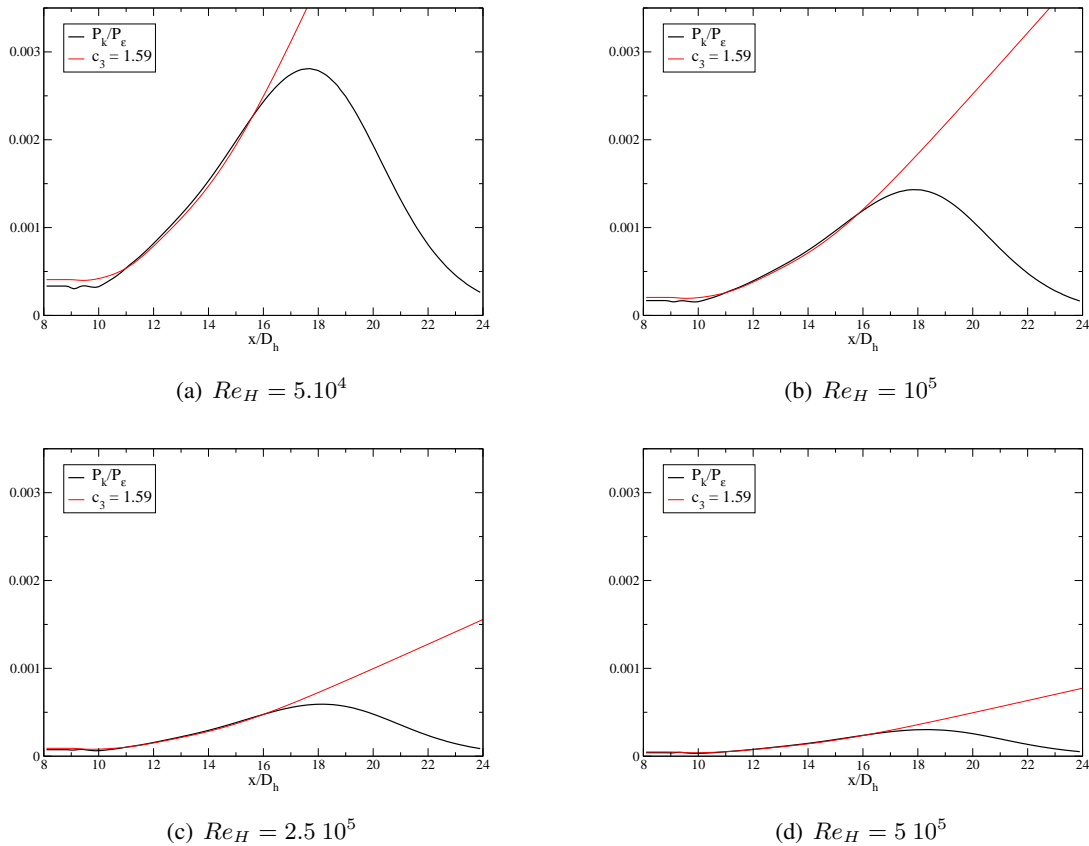 P_k/P_ε
c_3 = 1.59
0.003
0.002
0.001
0
8 10 12 14 16 18 20 22 24
x/D_h
(a) Re_H = 5.10^4
P_k/P_ε
c_3 = 1.59
0.003
0.002
0.001
0
8 10 12 14 16 18 20 22 24
x/D_h
(b) Re_H = 10^5
P_k/P_ε
c_3 = 1.59
0.003
0.002
0.001
0
8 10 12 14 16 18 20 22 24
x/D_h
(c) Re_H = 2.5 10^5
P_k/P_ε
c_3 = 1.59
0.003
0.002
0.001
0
8 10 12 14 16 18 20 22 24
x/D_h
(d) Re_H = 5 10^5